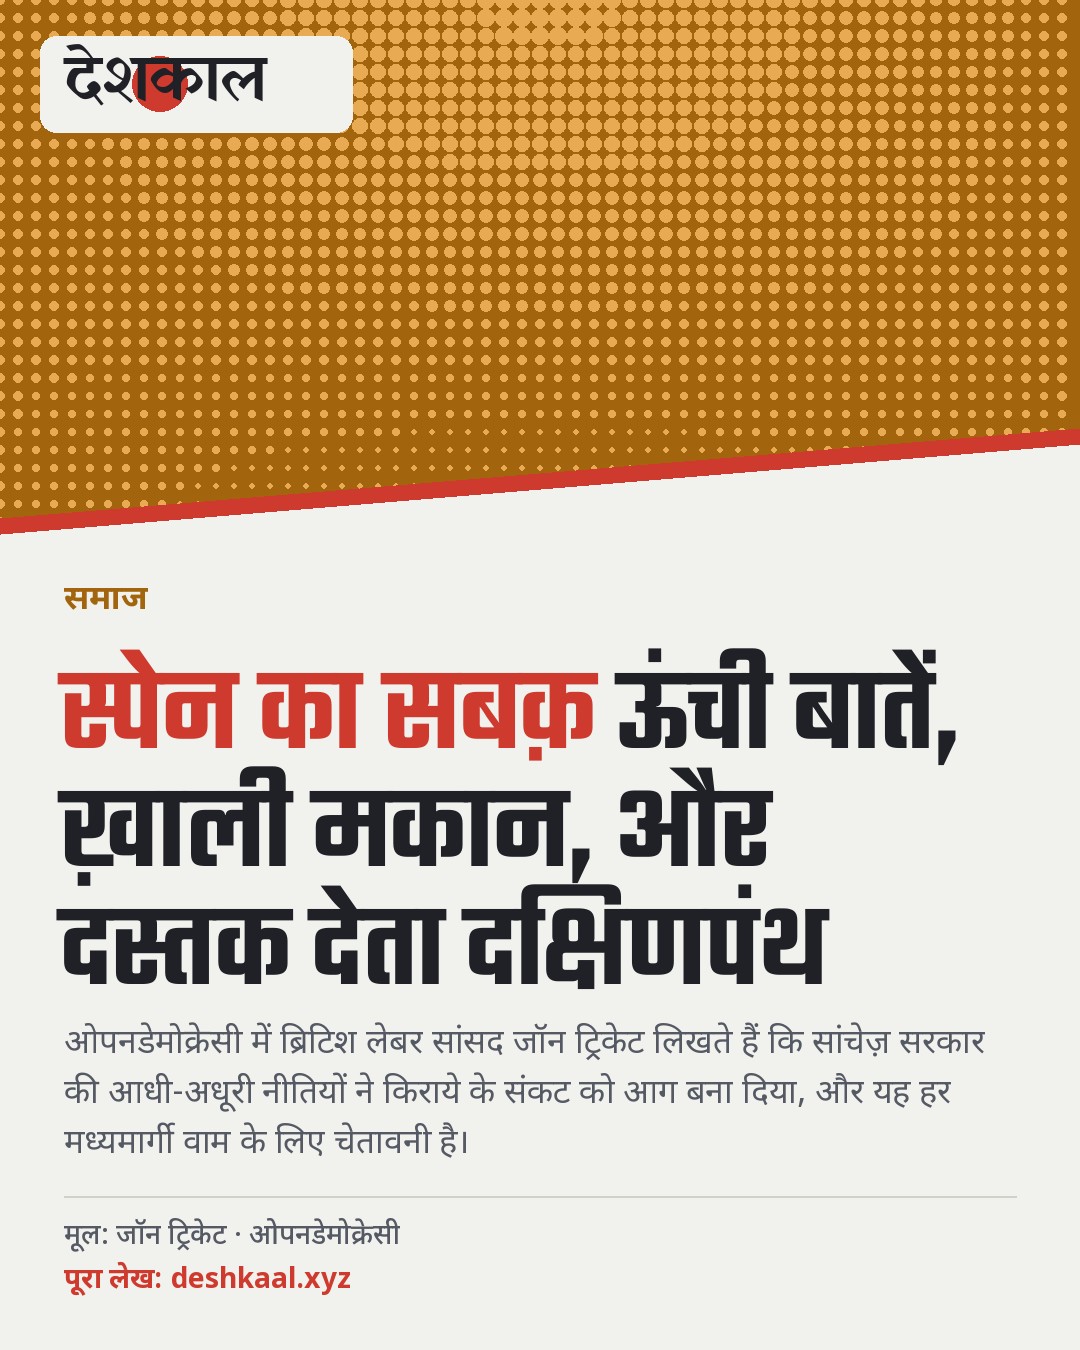 देशकाल
समाज
स्पेन का सबक़ ऊंची बातें,
ख़ाली मकान, और
दस्तक देता दक्षिणपंथ
ओपनडेमोक्रेसी में ब्रिटिश लेबर सांसद जॉन ट्रिकेट लिखते हैं कि सांचेज़ सरकार
की आधी-अधूरी नीतियों ने किराये के संकट को आग बना दिया, और यह हर
मध्यमार्गी वाम के लिए चेतावनी है।
मूल: जॉन ट्रिकेट · ओपनडेमोक्रेसी
पूरा लेख: deshkaal.xyz